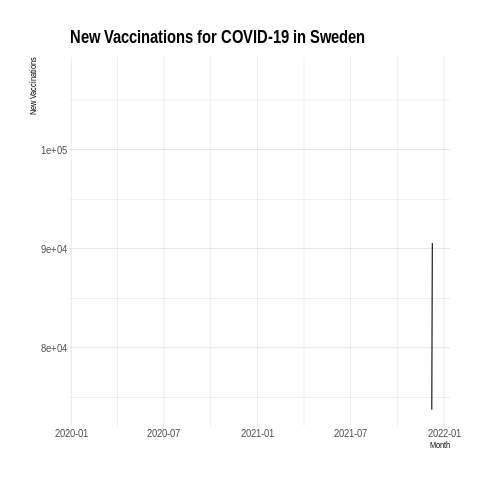 New Vaccinations for COVID-19 in Sweden
New Vaccinations
1e+05
9e+04
8e+04
2020-01 2020-07 2021-01 2021-07 2022-01
Month